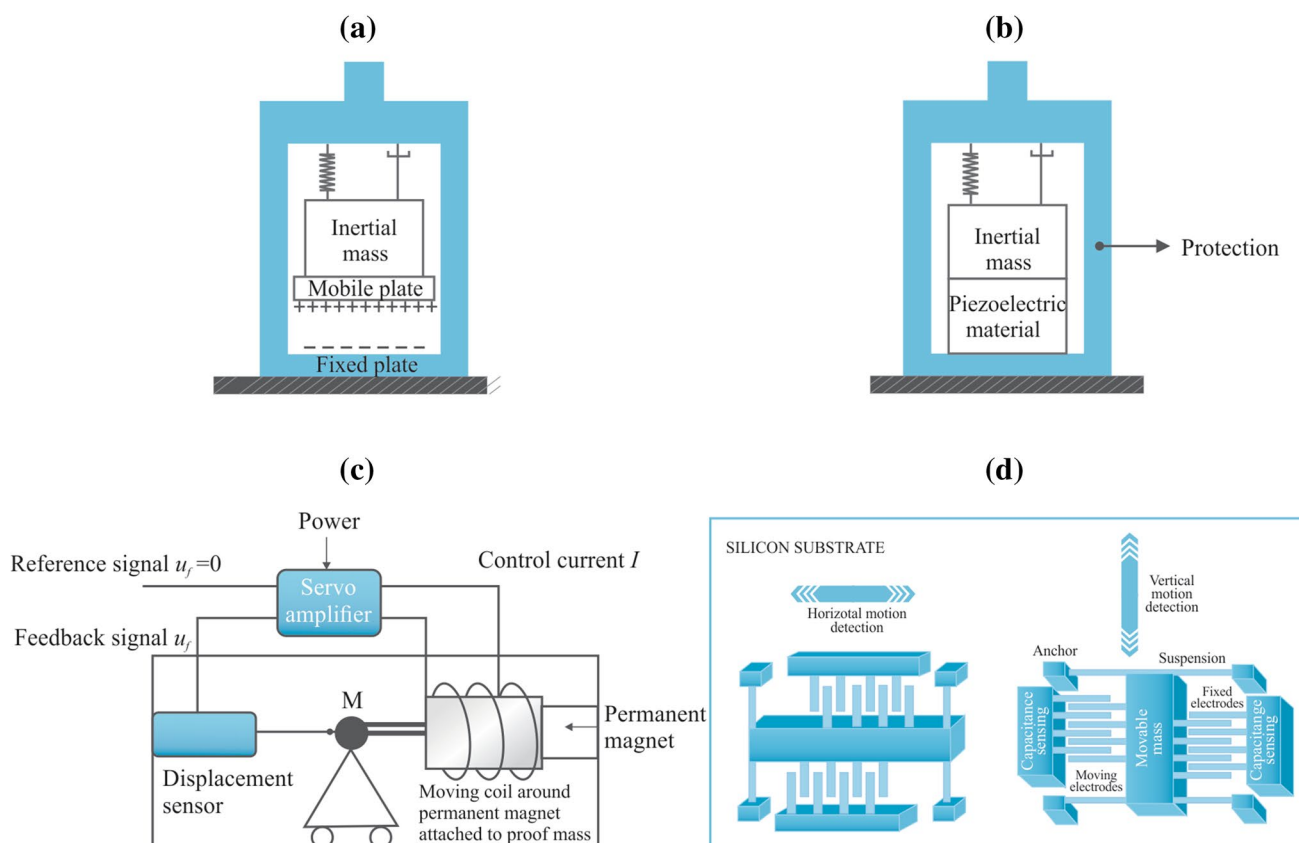 (a)
Inertial
mass
Mobile plate
++++++++++
– – – – – – –
Fixed plate
(b)
Inertial
mass
Piezoelectric
material
Protection
(c)
Power
Reference signal u_f=0
Control current I
Servo
amplifier
Feedback signal u_f
M
Permanent
magnet
Displacement
sensor
Moving coil around
permanent magnet
attached to proof mass
(d)
SILICON SUBSTRATE
Horizotal motion
detection
Vertical
motion
detection
Anchor
Suspension
Fixed
electrodes
Capacitance
sensing
Movable
mass
Capacitange
sensing
Moving
electrodes